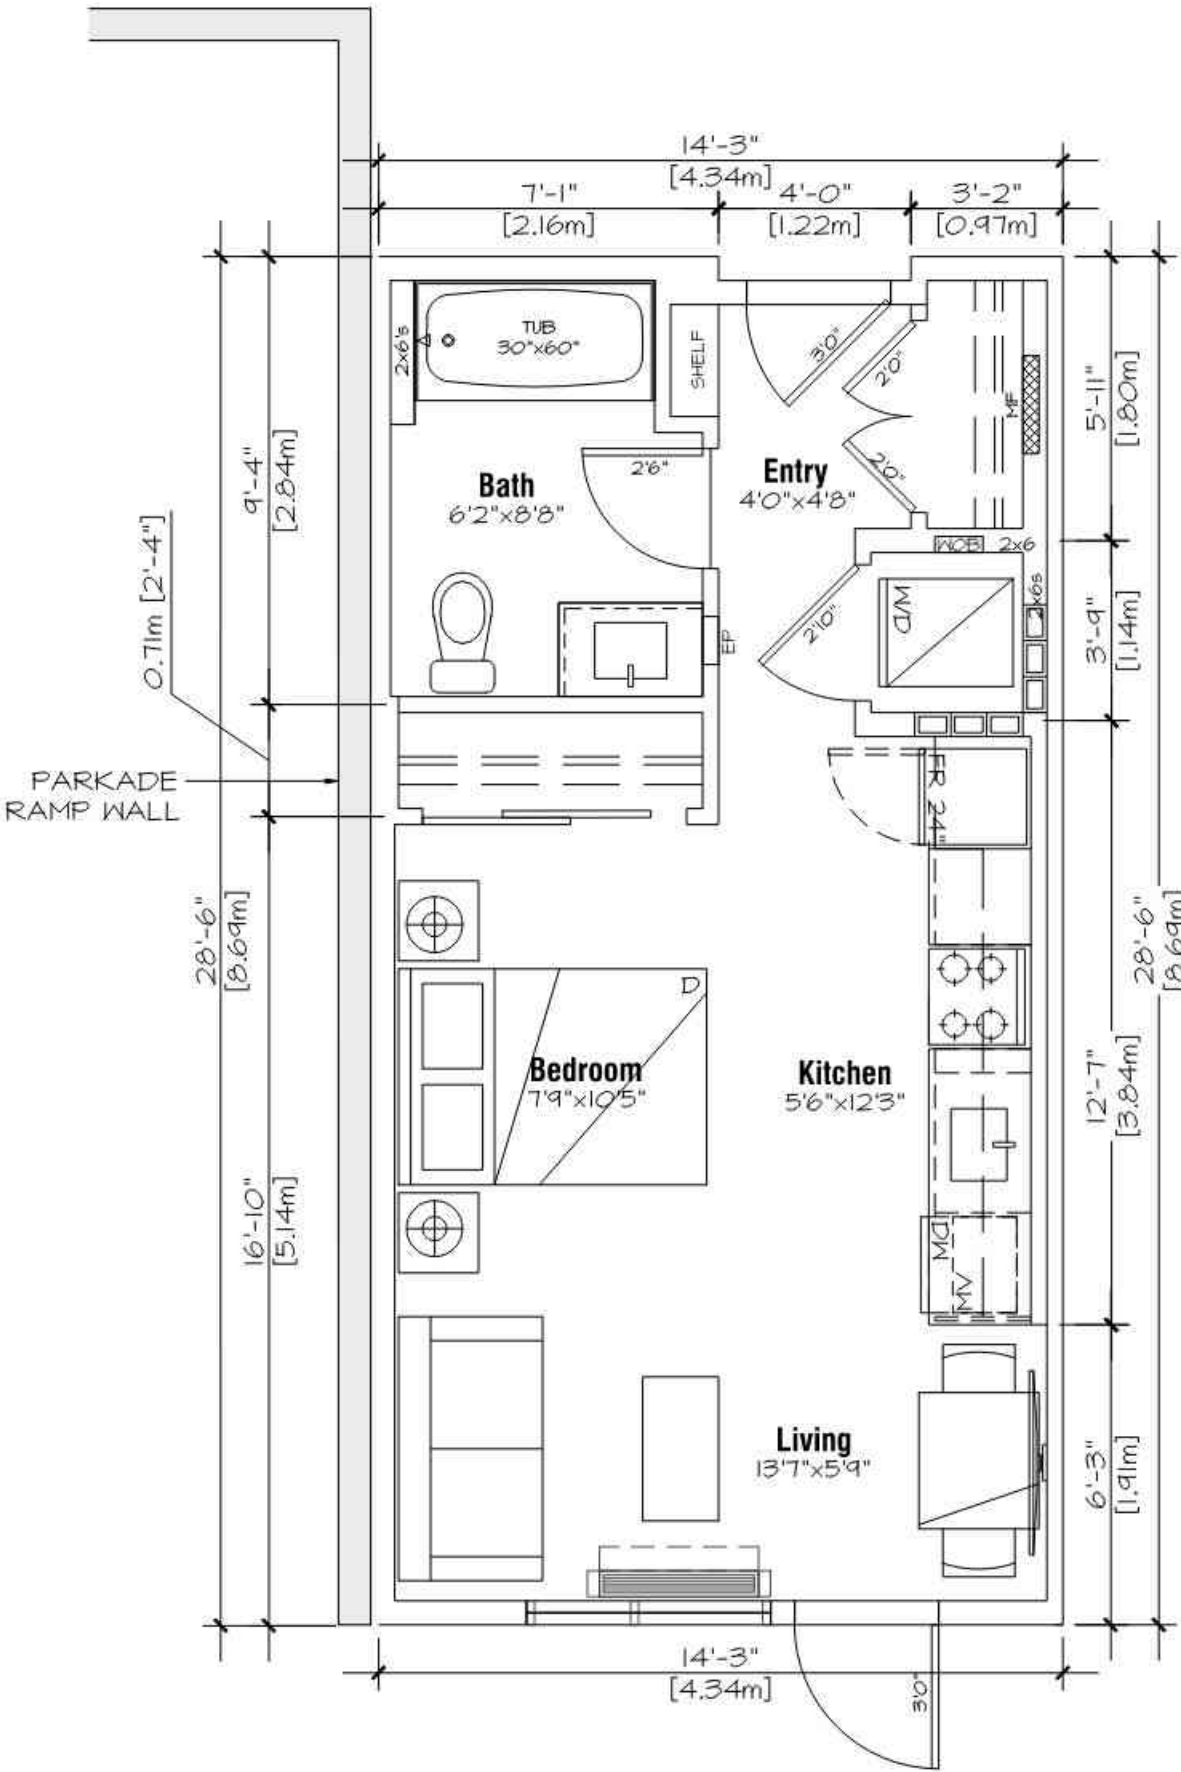 14'-3"
[4.34m]
7'-1"
[2.16m]
4'-0"
[1.22m]
3'-2"
[0.97m]
TUB
30"x60"
2x6's
SHELF
3'0"
2'0"
2'0"
MF
5'-11"
[1.80m]
9'-4"
[2.84m]
Bath
6'2"x8'8"
2'6"
Entry
4'0"x4'8"
WOB
2x6
2x6s
W/D
2'10"
EP
3'-9"
[1.14m]
0.71m [2'-4"]
PARKADE
RAMP WALL
FR 24"
28'-6"
[8.69m]
28'-6"
[8.69m]
D
Bedroom
7'9"x10'5"
Kitchen
5'6"x12'3"
12'-7"
[3.84m]
16'-10"
[5.14m]
DW
MV
Living
13'7"x5'9"
6'-3"
[1.91m]
14'-3"
[4.34m]
3'0"